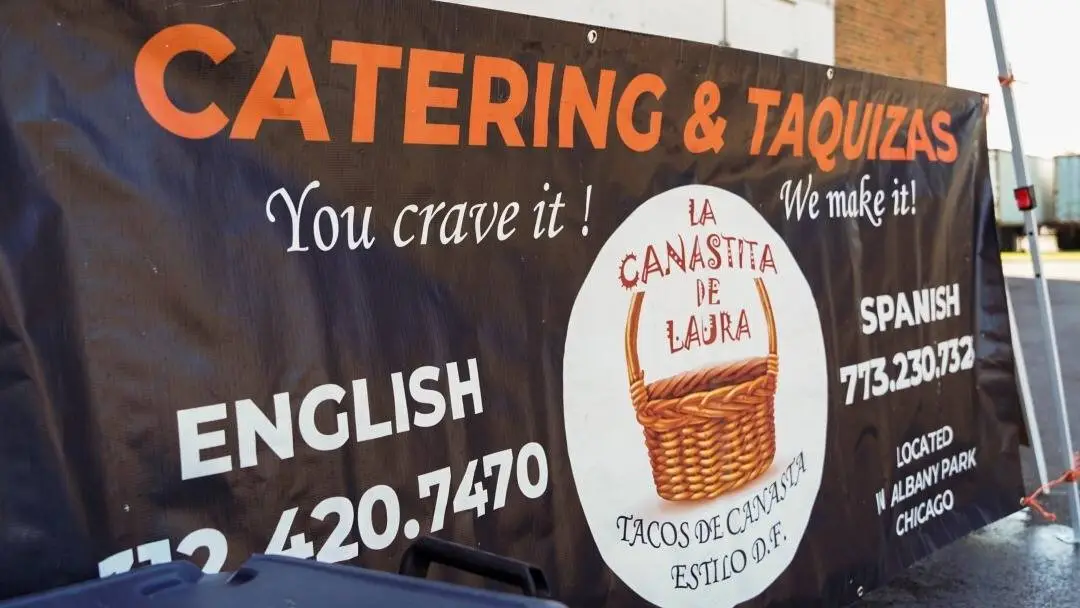 CATERING & TAQUIZAS
You crave it !
We make it!
LA
CANASTITA
DE
LAURA
TACOS DE CANASTA
ESTILO D.F.
ENGLISH
312.420.7470
SPANISH
773.230.732
LOCATED
ALBANY PARK
CHICAGO